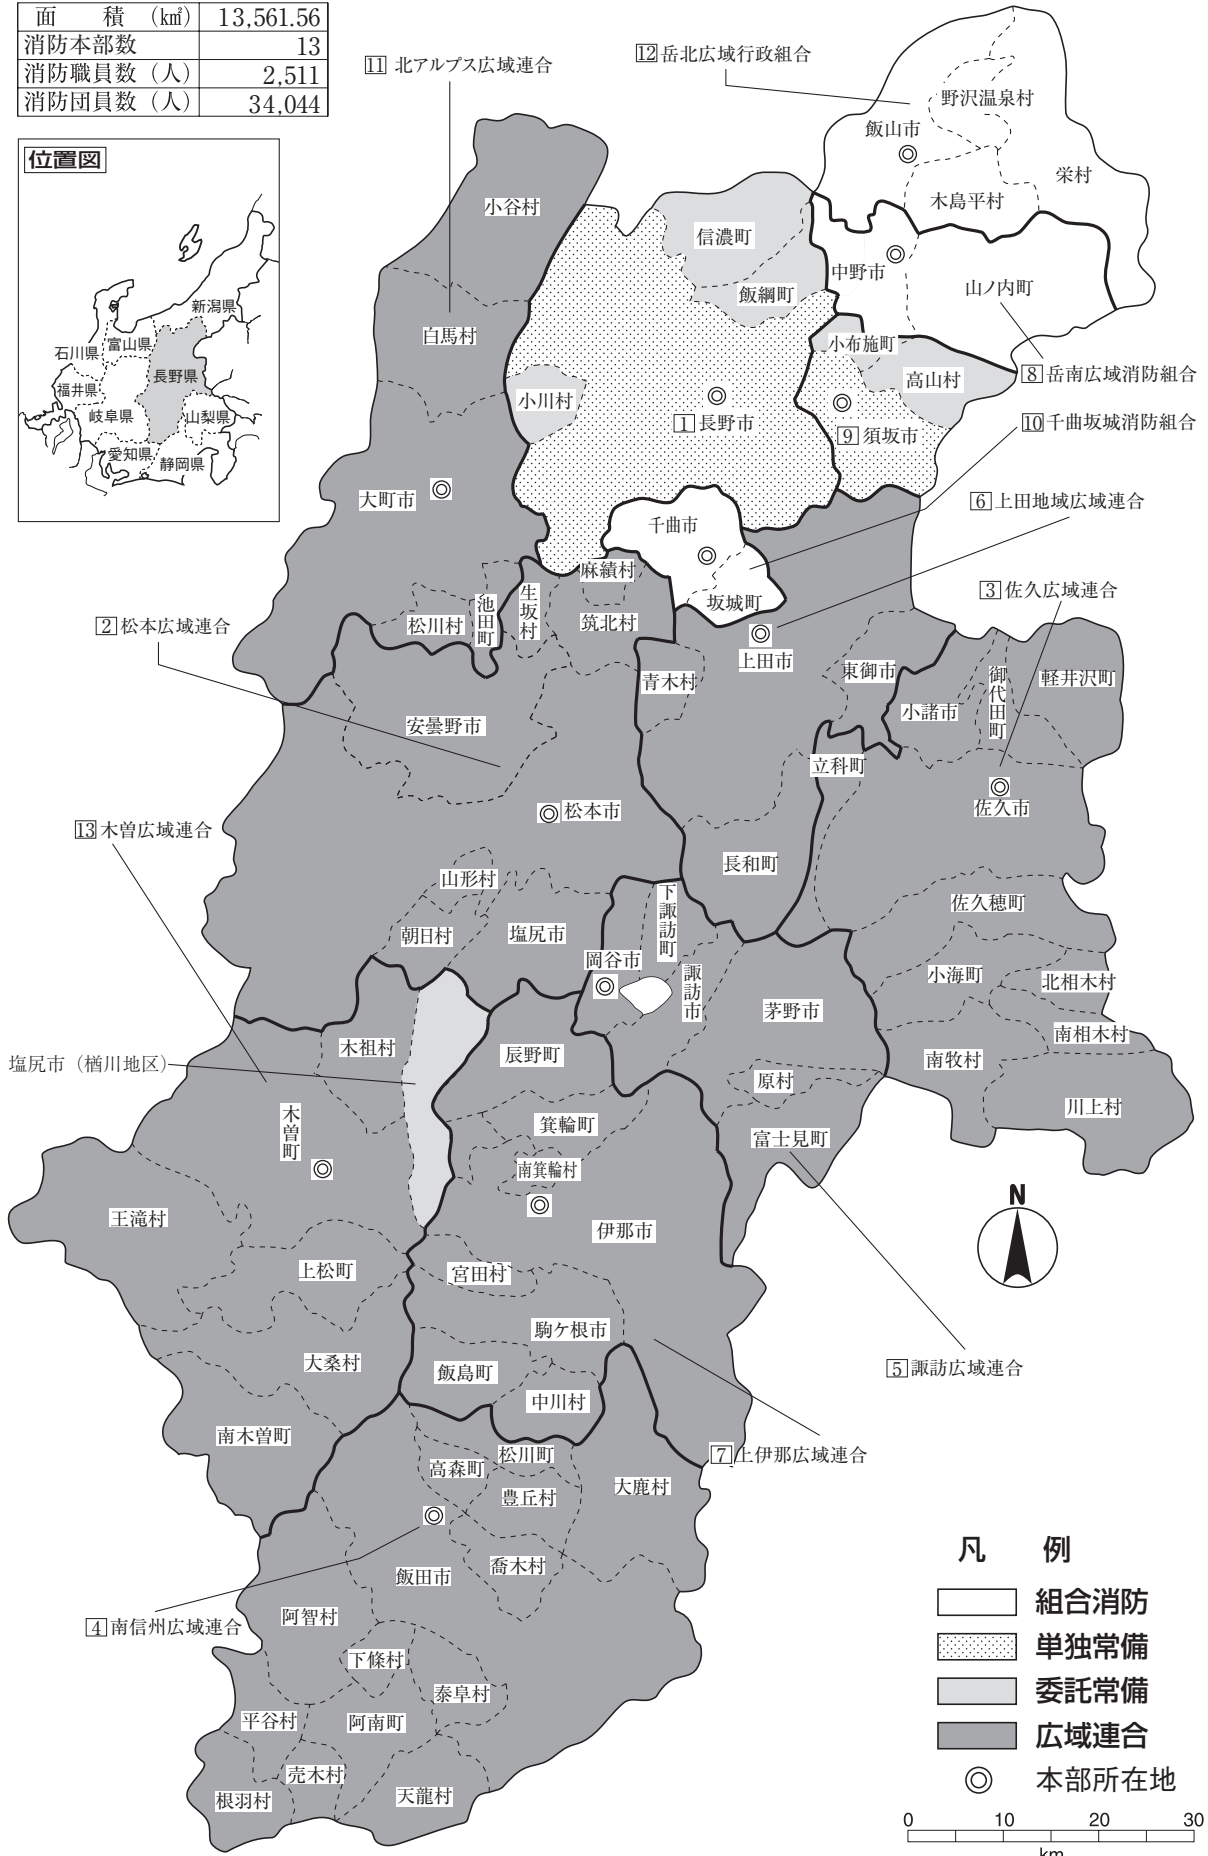 面 積 (㎢) 13,561.56
消防本部数 13
消防職員数(人) 2,511
消防団員数(人) 34,044
位置図
新潟県
富山県
石川県
長野県
福井県
岐阜県
山梨県
愛知県
静岡県
11 北アルプス広域連合
12 岳北広域行政組合
野沢温泉村
飯山市
栄村
木島平村
小谷村
信濃町
中野市
飯綱町
山ノ内町
白馬村
小布施町
8 岳南広域消防組合
高山村
小川村
1 長野市
9 須坂市
10 千曲坂城消防組合
大町市
6 上田地域広域連合
千曲市
麻績村
3 佐久広域連合
坂城町
生坂村
池田町
松川村
筑北村
2 松本広域連合
上田市
東御市
青木村
御代田町
軽井沢町
小諸市
安曇野市
立科町
佐久市
松本市
13 木曽広域連合
長和町
山形村
下諏訪町
佐久穂町
朝日村
塩尻市
岡谷市
諏訪市
小海町
北相木村
茅野市
南相木村
木祖村
辰野町
塩尻市(楢川地区)
南牧村
原村
川上村
木曽町
箕輪町
富士見町
南箕輪村
N
王滝村
伊那市
上松町
宮田村
駒ケ根市
大桑村
飯島町
5 諏訪広域連合
中川村
南木曽町
松川町
7 上伊那広域連合
高森町
大鹿村
豊丘村
喬木村
飯田市
4 南信州広域連合
阿智村
下條村
泰阜村
平谷村
阿南町
売木村
天龍村
根羽村
凡 例
組合消防
単独常備
委託常備
広域連合
本部所在地
0 10 20 30
km